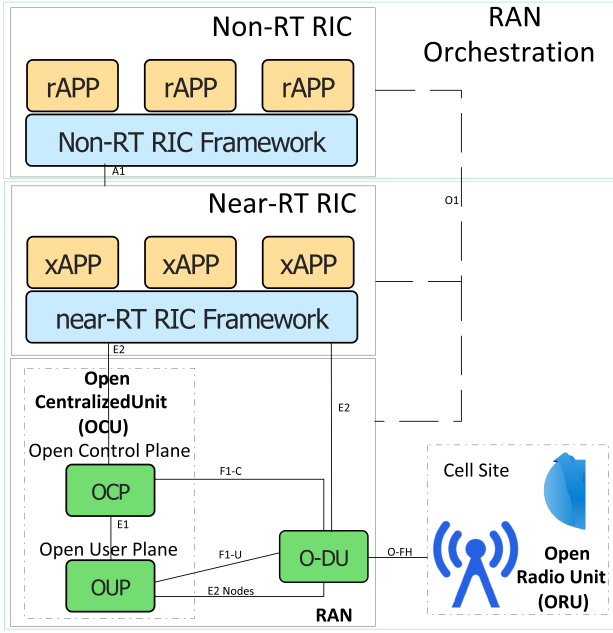 Non-RT RIC
RAN
Orchestration
rAPP
rAPP
rAPP
Non-RT RIC Framework
A1
O1
Near-RT RIC
xAPP
xAPP
xAPP
near-RT RIC Framework
E2
E2
Open
CentralizedUnit
(OCU)
Open Control Plane
OCP
F1-C
E1
Open User Plane
OUP
F1-U
E2 Nodes
O-DU
RAN
O-FH
Cell Site
Open
Radio Unit
(ORU)